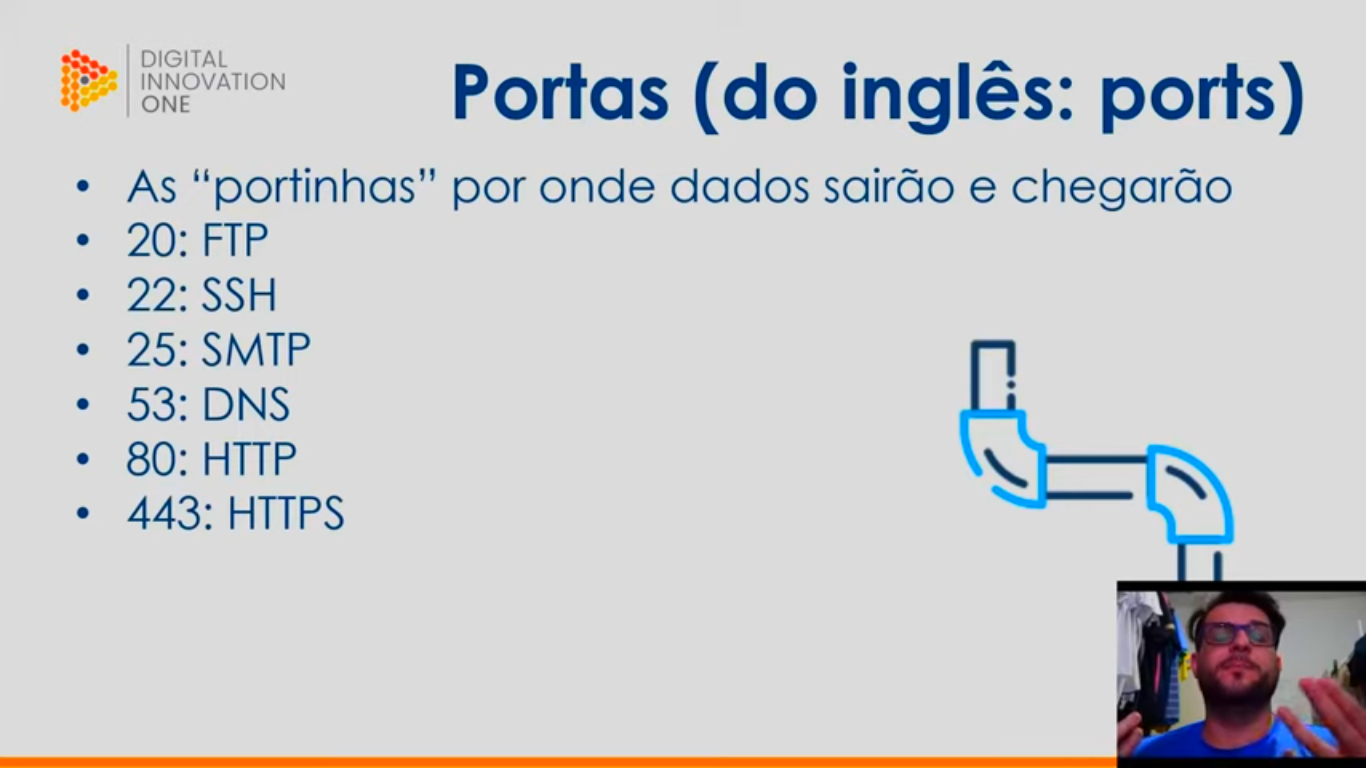 DIGITAL
INNOVATION
ONE
Portas (do inglês: ports)
• As “portinhas” por onde dados sairão e chegarão
• 20: FTP
• 22: SSH
• 25: SMTP
• 53: DNS
• 80: HTTP
• 443: HTTPS